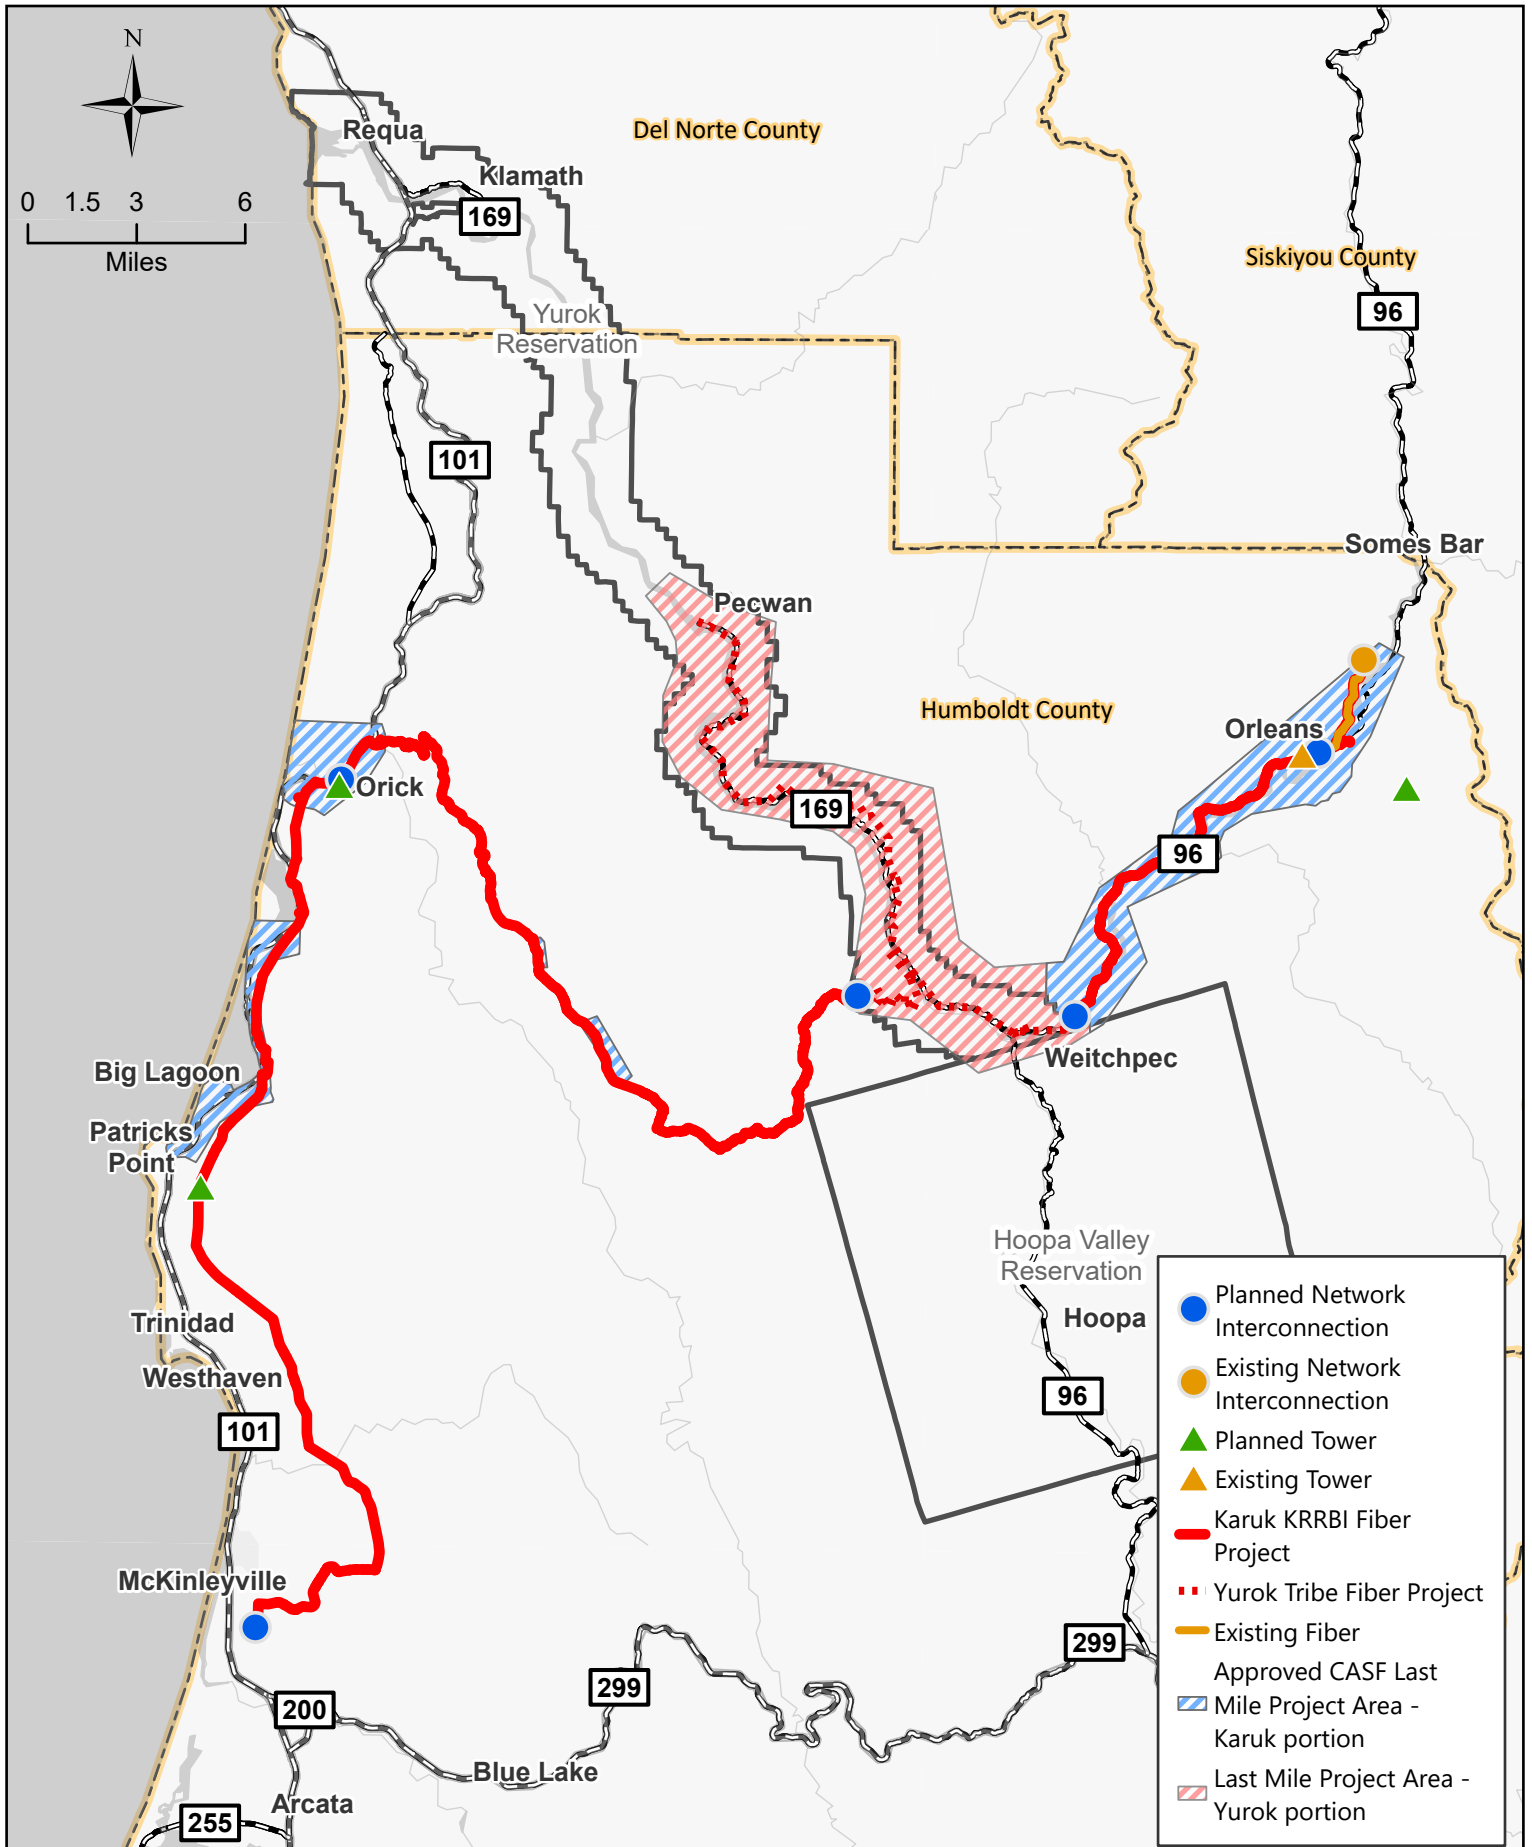 N
0 1.5 3 6
Miles
Requa
Klamath
169
Del Norte County
Siskiyou County
96
Yurok
Reservation
101
Somes Bar
Pecwan
Humboldt County
Orleans
Orick
169
96
Weitchpec
Big Lagoon
Patricks
Point
Hoopa Valley
Reservation
Hoopa
Trinidad
Westhaven
96
101
McKinleyville
299
299
200
Blue Lake
Arcata
255
Planned Network
Interconnection
Existing Network
Interconnection
Planned Tower
Existing Tower
Karuk KRRBI Fiber
Project
Yurok Tribe Fiber Project
Existing Fiber
Approved CASF Last
Mile Project Area -
Karuk portion
Last Mile Project Area -
Yurok portion